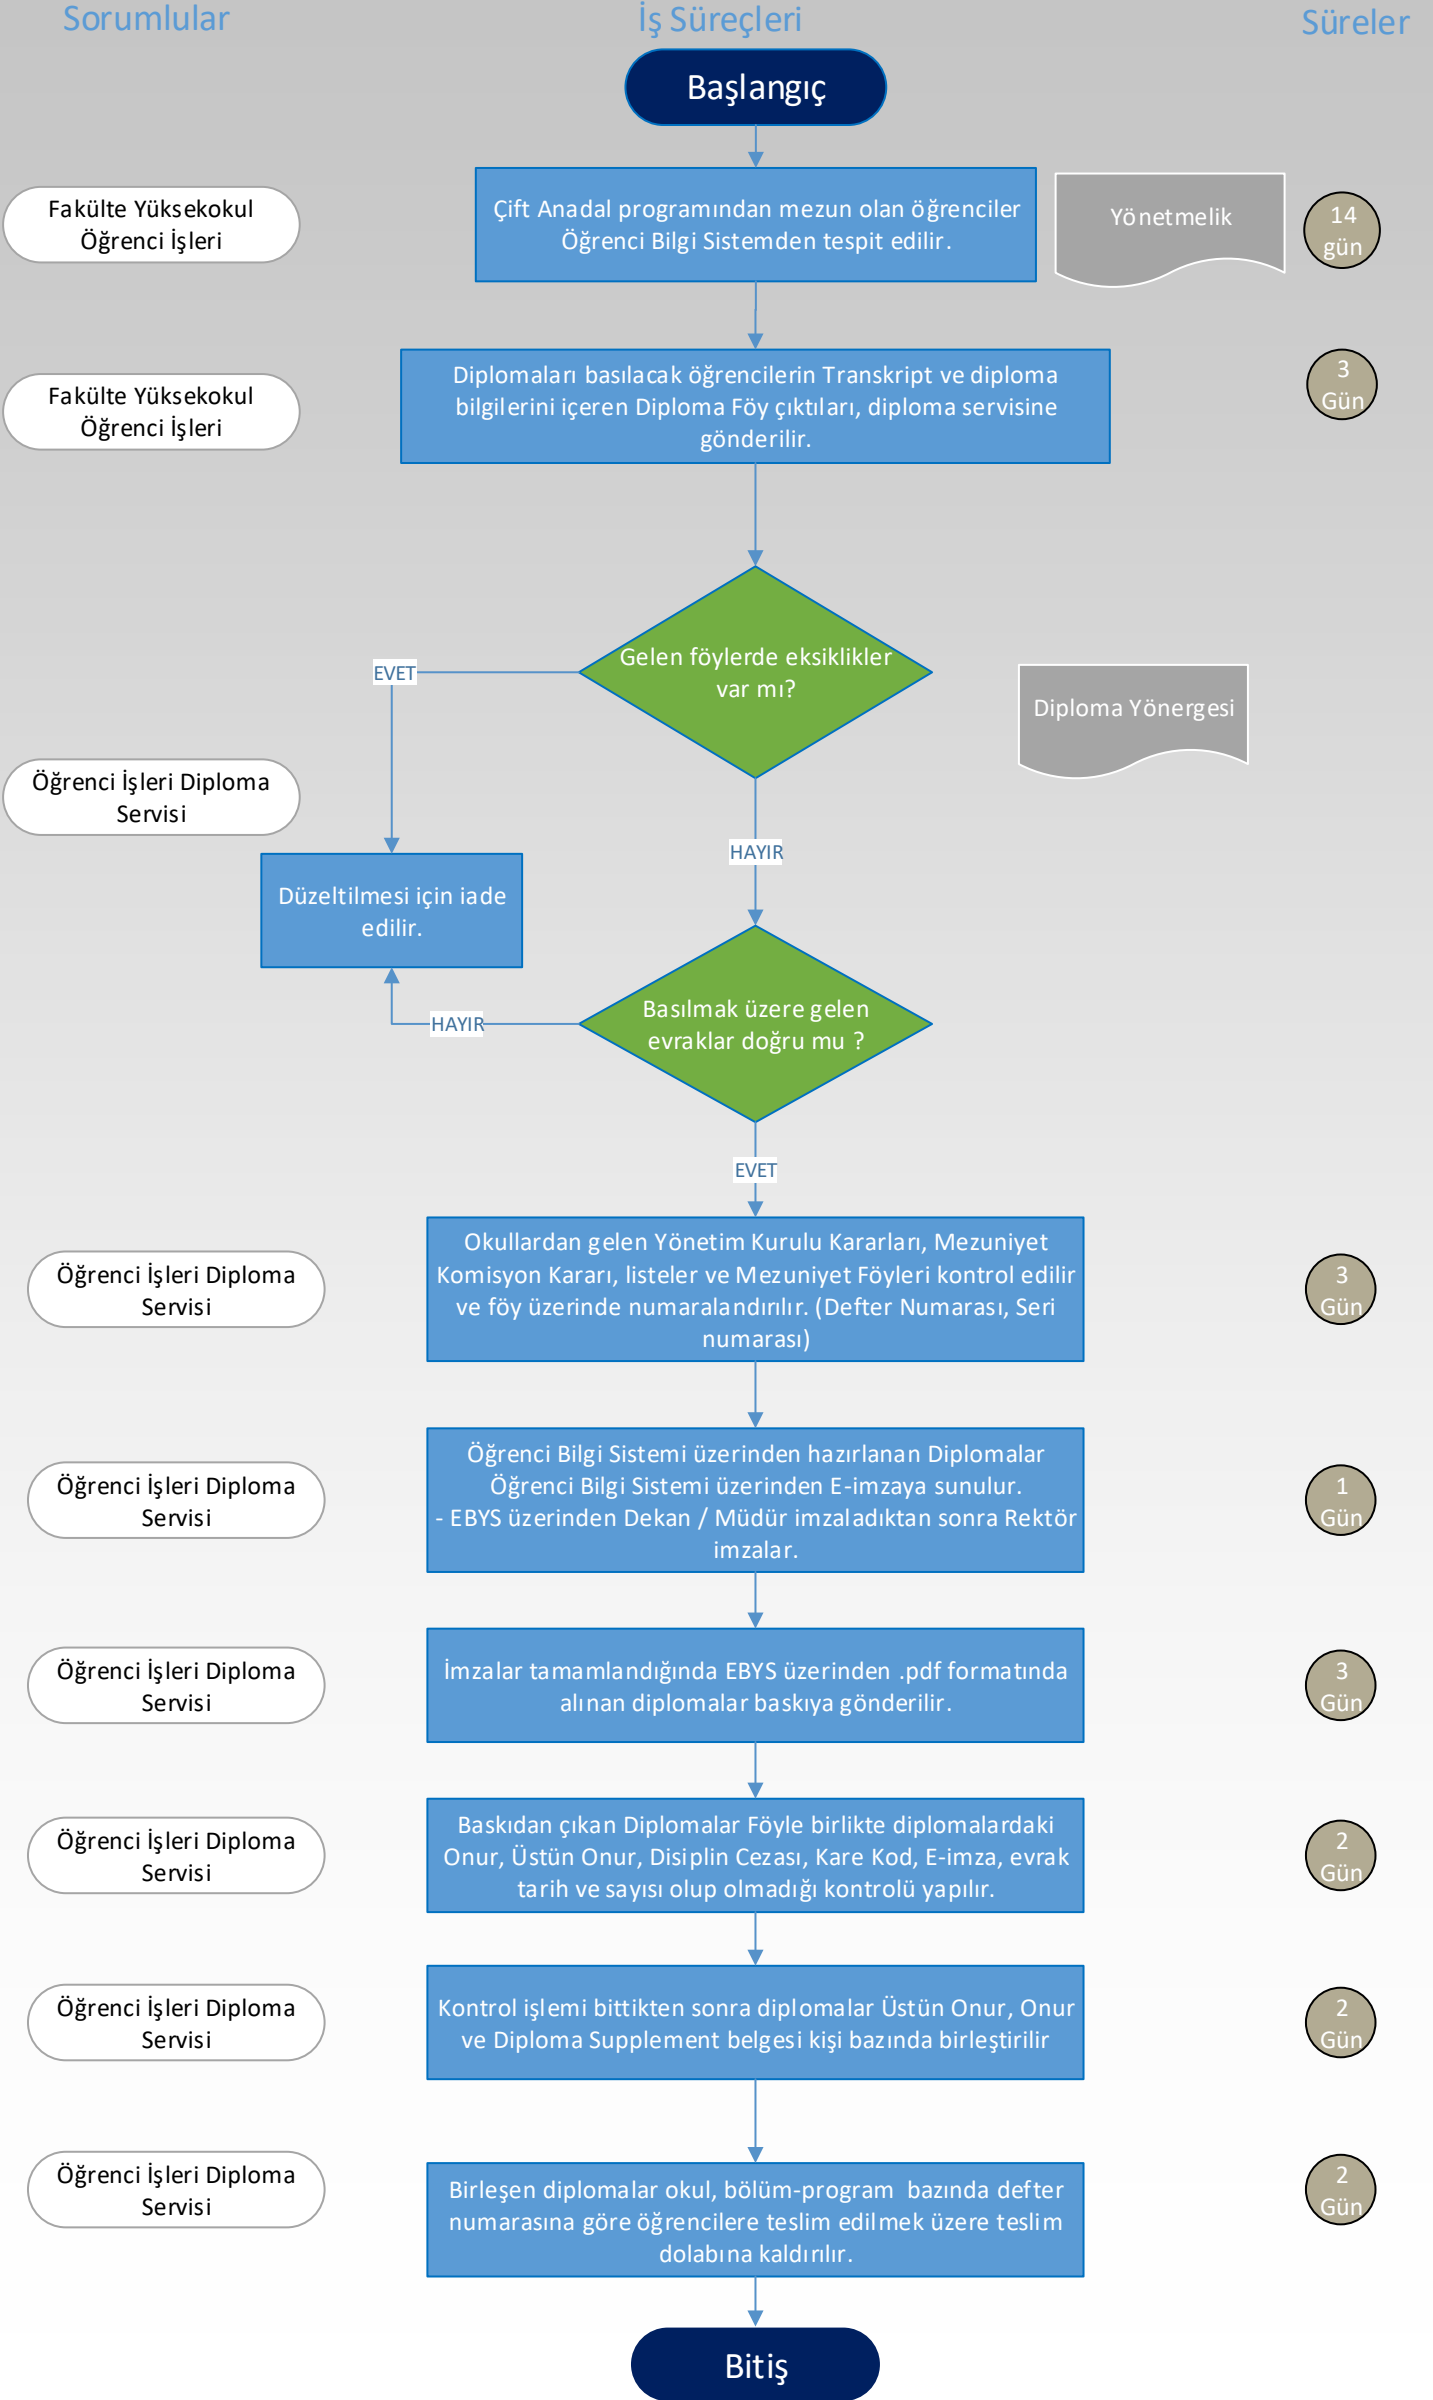 Sorumlular
İş Süreçleri
Süreler
Başlangıç
Fakülte Yüksekokul
Öğrenci İşleri
Çift Anadal programından mezun olan öğrenciler
Öğrenci Bilgi Sistemden tespit edilir.
Yönetmelik
14
gün
Fakülte Yüksekokul
Öğrenci İşleri
Diplomaları basılacak öğrencilerin Transkript ve diploma
bilgilerini içeren Diploma Föy çıktıları, diploma servisine
gönderilir.
3
Gün
Gelen föylerde eksiklikler
var mı?
EVET
Diploma Yönergesi
Öğrenci İşleri Diploma
Servisi
HAYIR
Düzeltilmesi için iade
edilir.
Basılmak üzere gelen
evraklar doğru mu ?
HAYIR
EVET
Öğrenci İşleri Diploma
Servisi
Okullardan gelen Yönetim Kurulu Kararları, Mezuniyet
Komisyon Kararı, listeler ve Mezuniyet Föyleri kontrol edilir
ve föy üzerinde numaralandırılır. (Defter Numarası, Seri
numarası)
3
Gün
Öğrenci İşleri Diploma
Servisi
Öğrenci Bilgi Sistemi üzerinden hazırlanan Diplomalar
Öğrenci Bilgi Sistemi üzerinden E-imzaya sunulur.
- EBYS üzerinden Dekan / Müdür imzaladıktan sonra Rektör
imzalar.
1
Gün
Öğrenci İşleri Diploma
Servisi
İmzalar tamamlandığında EBYS üzerinden .pdf formatında
alınan diplomalar baskıya gönderilir.
3
Gün
Öğrenci İşleri Diploma
Servisi
Baskıdan çıkan Diplomalar Föyle birlikte diplomalardaki
Onur, Üstün Onur, Disiplin Cezası, Kare Kod, E-imza, evrak
tarih ve sayısı olup olmadığı kontrolü yapılır.
2
Gün
Öğrenci İşleri Diploma
Servisi
Kontrol işlemi bittikten sonra diplomalar Üstün Onur, Onur
ve Diploma Supplement belgesi kişi bazında birleştirilir
2
Gün
Öğrenci İşleri Diploma
Servisi
Birleşen diplomalar okul, bölüm-program  bazında defter
numarasına göre öğrencilere teslim edilmek üzere teslim
dolabına kaldırılır.
2
Gün
Bitiş